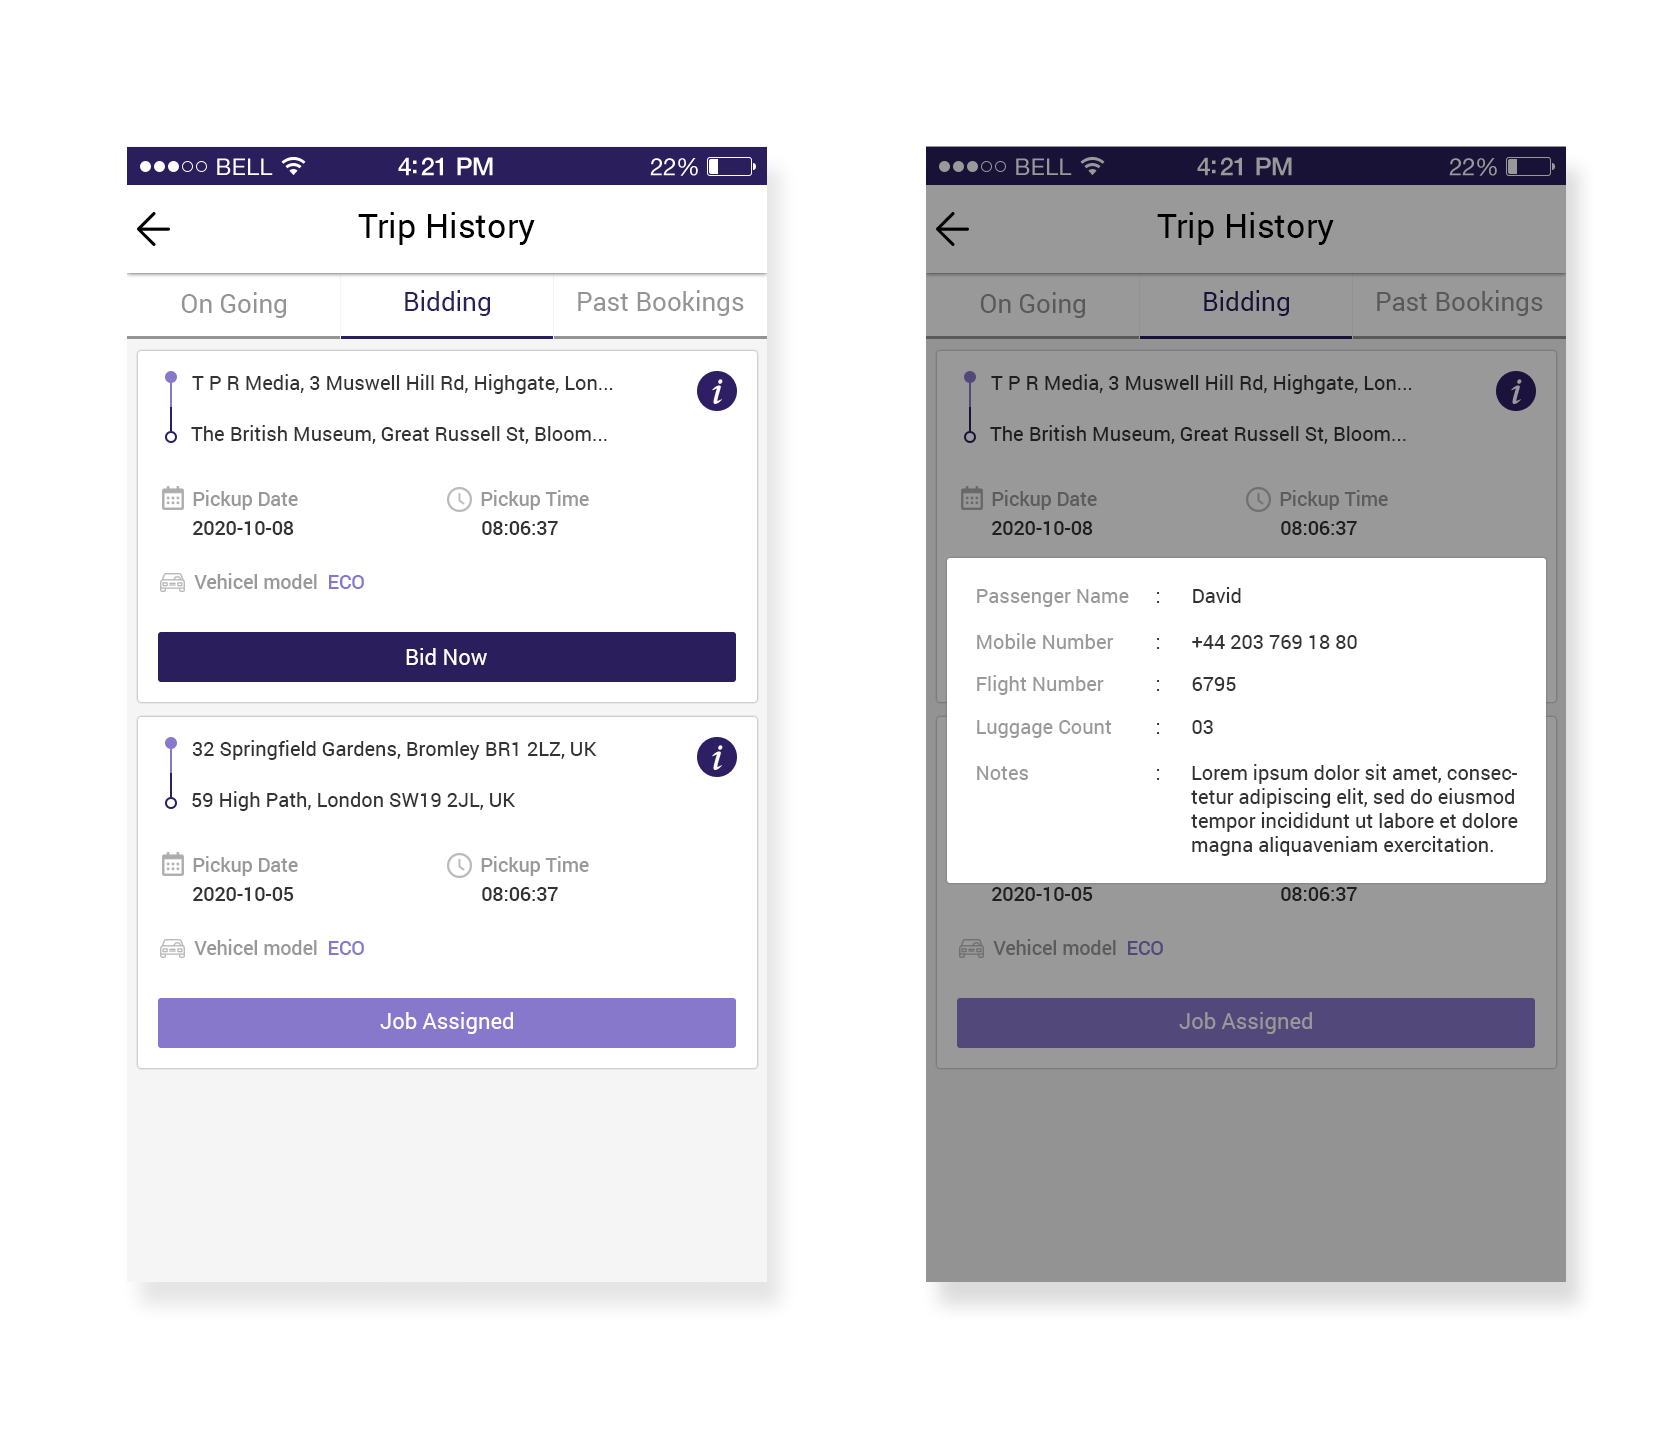 BELL 4:21 PM 22%
Trip History
On Going Bidding Past Bookings
T P R Media, 3 Muswell Hill Rd, Highgate, Lon...
i
The British Museum, Great Russell St, Bloom...
Pickup Date Pickup Time
2020-10-08 08:06:37
Vehicel model ECO
Bid Now
32 Springfield Gardens, Bromley BR1 2LZ, UK
i
59 High Path, London SW19 2JL, UK
Pickup Date Pickup Time
2020-10-05 08:06:37
Vehicel model ECO
Job Assigned
BELL 4:21 PM 22%
Trip History
On Going Bidding Past Bookings
T P R Media, 3 Muswell Hill Rd, Highgate, Lon...
i
The British Museum, Great Russell St, Bloom...
Pickup Date Pickup Time
2020-10-08 08:06:37
Passenger Name : David
Mobile Number : +44 203 769 18 80
Flight Number : 6795
Luggage Count : 03
Notes : Lorem ipsum dolor sit amet, consec-
tetur adipiscing elit, sed do eiusmod
tempor incididunt ut labore et dolore
magna aliquaveniam exercitation.
2020-10-05 08:06:37
Vehicel model ECO
Job Assigned